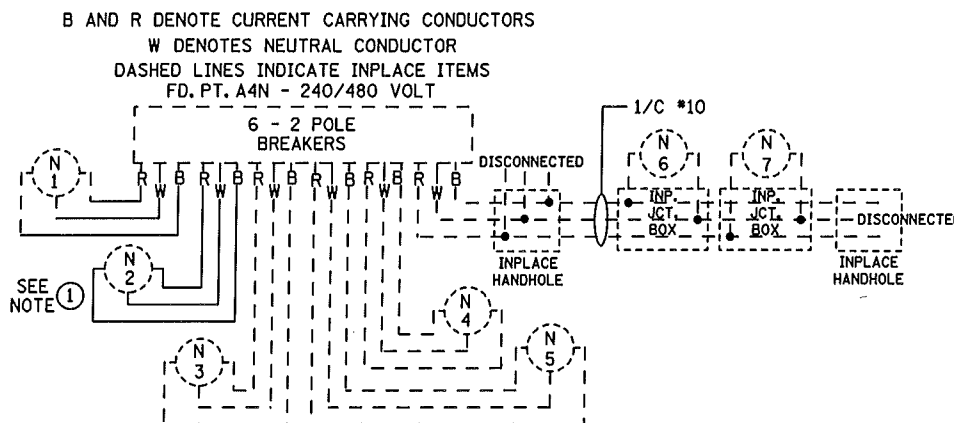 B AND R DENOTE CURRENT CARRYING CONDUCTORS
W DENOTES NEUTRAL CONDUCTOR
DASHED LINES INDICATE INPLACE ITEMS
FD. PT. A4N - 240/480 VOLT
6 - 2 POLE
BREAKERS
R W B R W B R W B R W B R W B R W B
N
1
N
2
SEE
NOTE 1
N
3
N
4
N
5
DISCONNECTED
INPLACE
HANDHOLE
1/C #10
N
6
INP.
JCT.
BOX
N
7
INP.
JCT.
BOX
DISCONNECTED
INPLACE
HANDHOLE